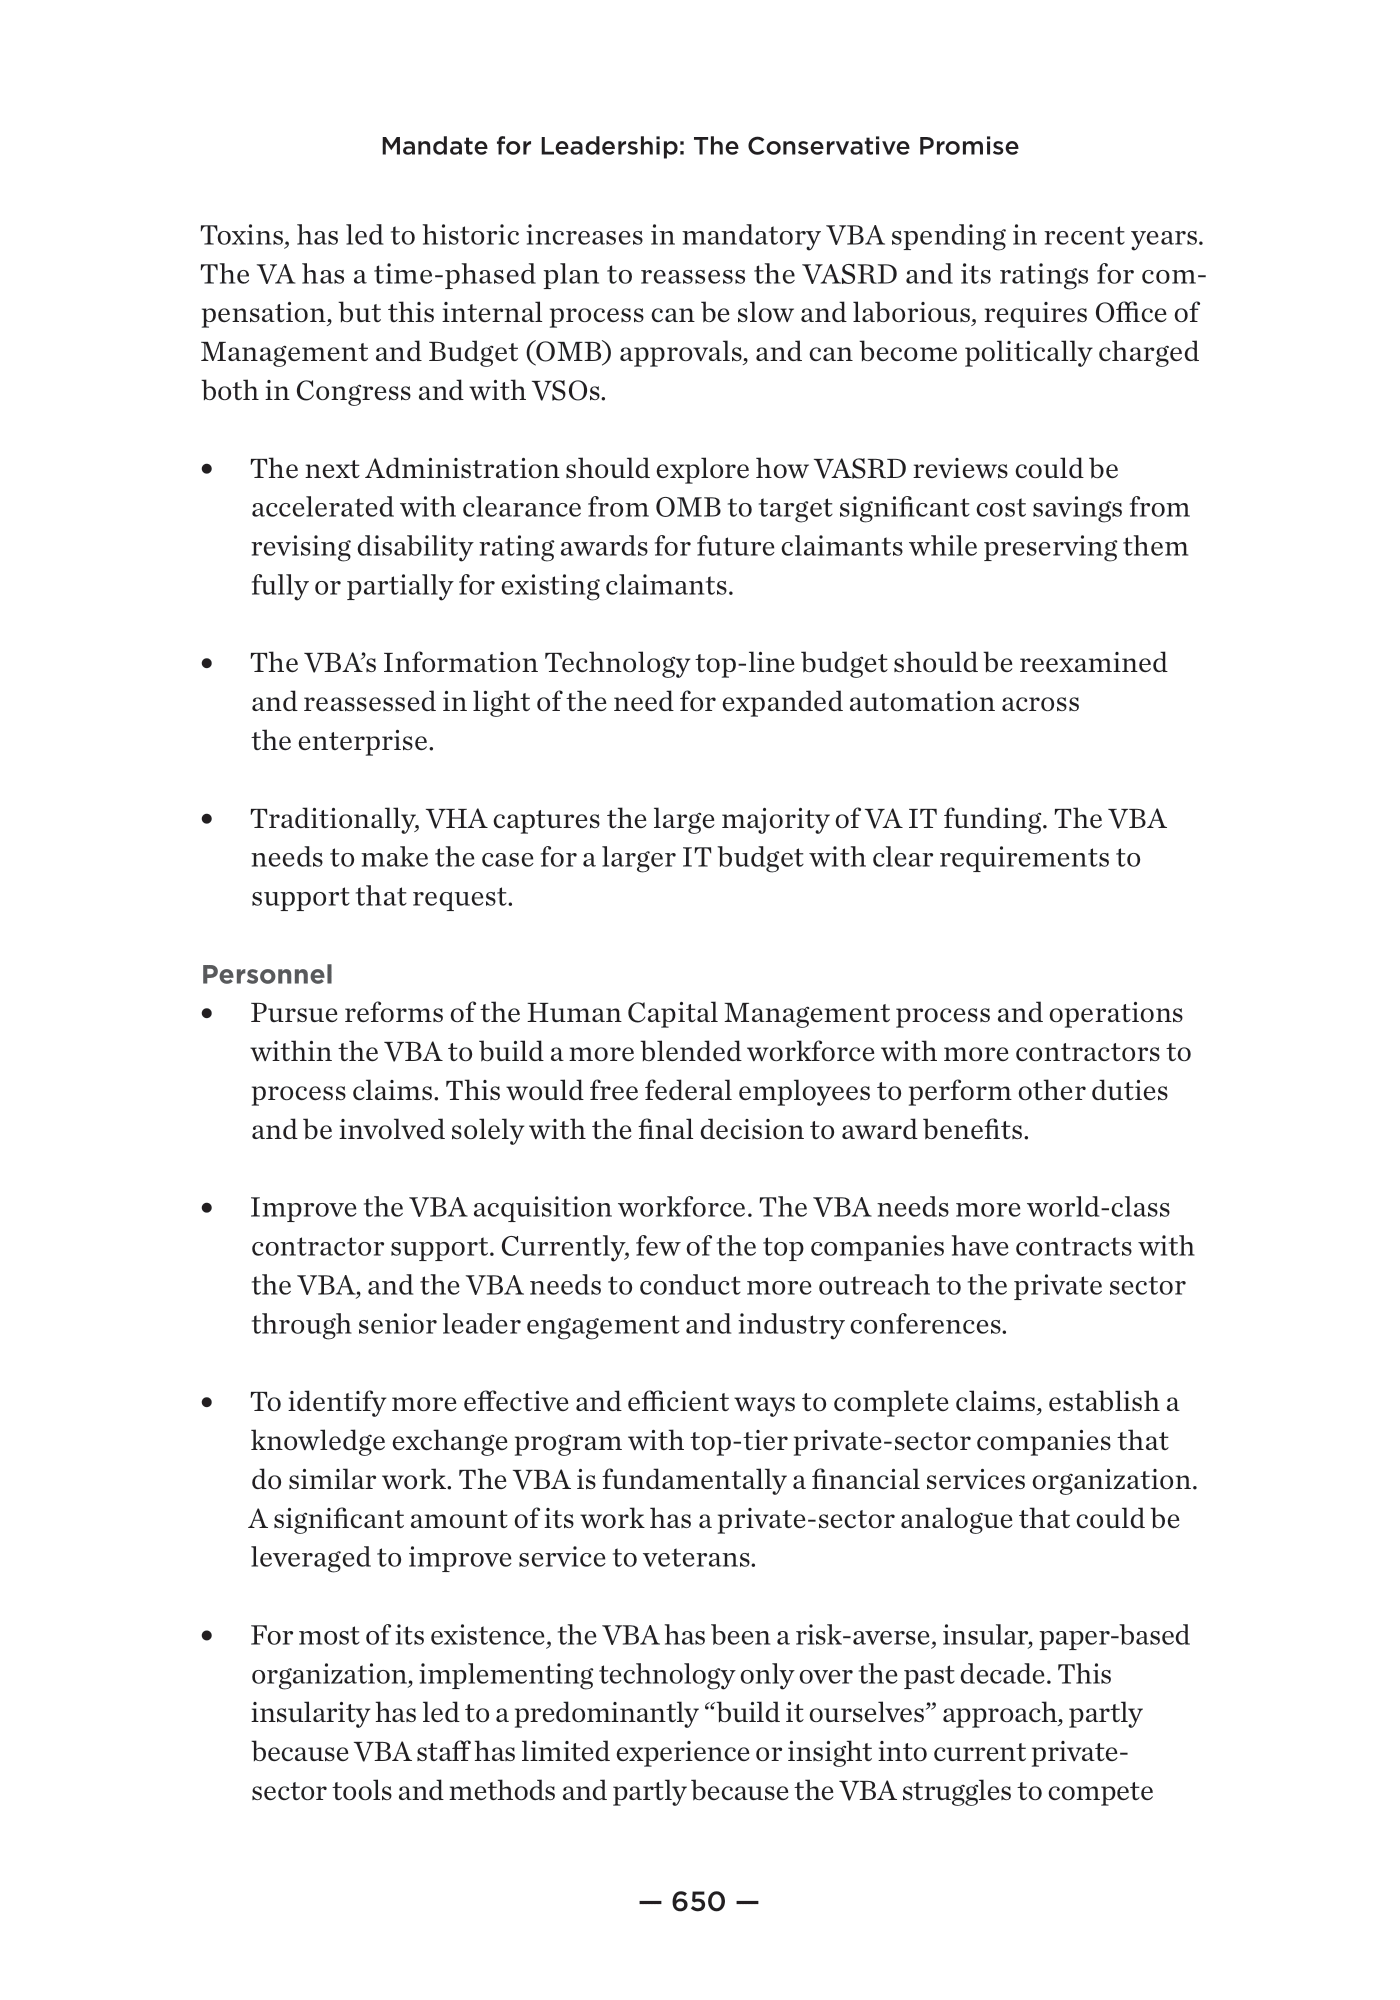 Mandate for Leadership: The Conservative Promise
Toxins, has led to historic increases in mandatory VBA spending in recent years.
The VA has a time-phased plan to reassess the VASRD and its ratings for com-
pensation, but this internal process can be slow and laborious, requires Office of
Management and Budget (OMB) approvals, and can become politically charged
both in Congress and with VSOs.
• The next Administration should explore how VASRD reviews could be
accelerated with clearance from OMB to target significant cost savings from
revising disability rating awards for future claimants while preserving them
fully or partially for existing claimants.
• The VBA’s Information Technology top-line budget should be reexamined
and reassessed in light of the need for expanded automation across
the enterprise.
• Traditionally, VHA captures the large majority of VA IT funding. The VBA
needs to make the case for a larger IT budget with clear requirements to
support that request.
Personnel
• Pursue reforms of the Human Capital Management process and operations
within the VBA to build a more blended workforce with more contractors to
process claims. This would free federal employees to perform other duties
and be involved solely with the final decision to award benefits.
• Improve the VBA acquisition workforce. The VBA needs more world-class
contractor support. Currently, few of the top companies have contracts with
the VBA, and the VBA needs to conduct more outreach to the private sector
through senior leader engagement and industry conferences.
• To identify more effective and efficient ways to complete claims, establish a
knowledge exchange program with top-tier private-sector companies that
do similar work. The VBA is fundamentally a financial services organization.
A significant amount of its work has a private-sector analogue that could be
leveraged to improve service to veterans.
• For most of its existence, the VBA has been a risk-averse, insular, paper-based
organization, implementing technology only over the past decade. This
insularity has led to a predominantly “build it ourselves” approach, partly
because VBA staff has limited experience or insight into current private-
sector tools and methods and partly because the VBA struggles to compete
— 650 —